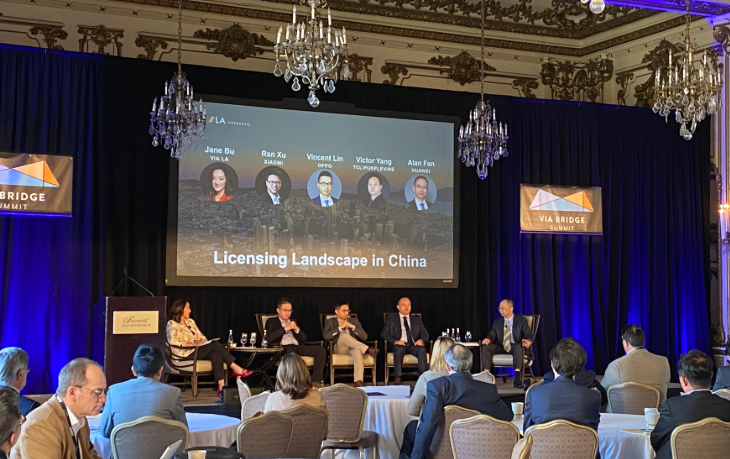 VIA LA PRESENTS
Jane Bu
VIA LA
Ran Xu
XIAOMI
Vincent Lin
OPPO
Victor Yang
TCL/PURPLEVINE
Alan Fan
HUAWEI
Licensing Landscape in China
A BRIDGE
SUMMIT
VIA BRIDGE
SUMMIT
Fairmont
SAN FRANCISCO